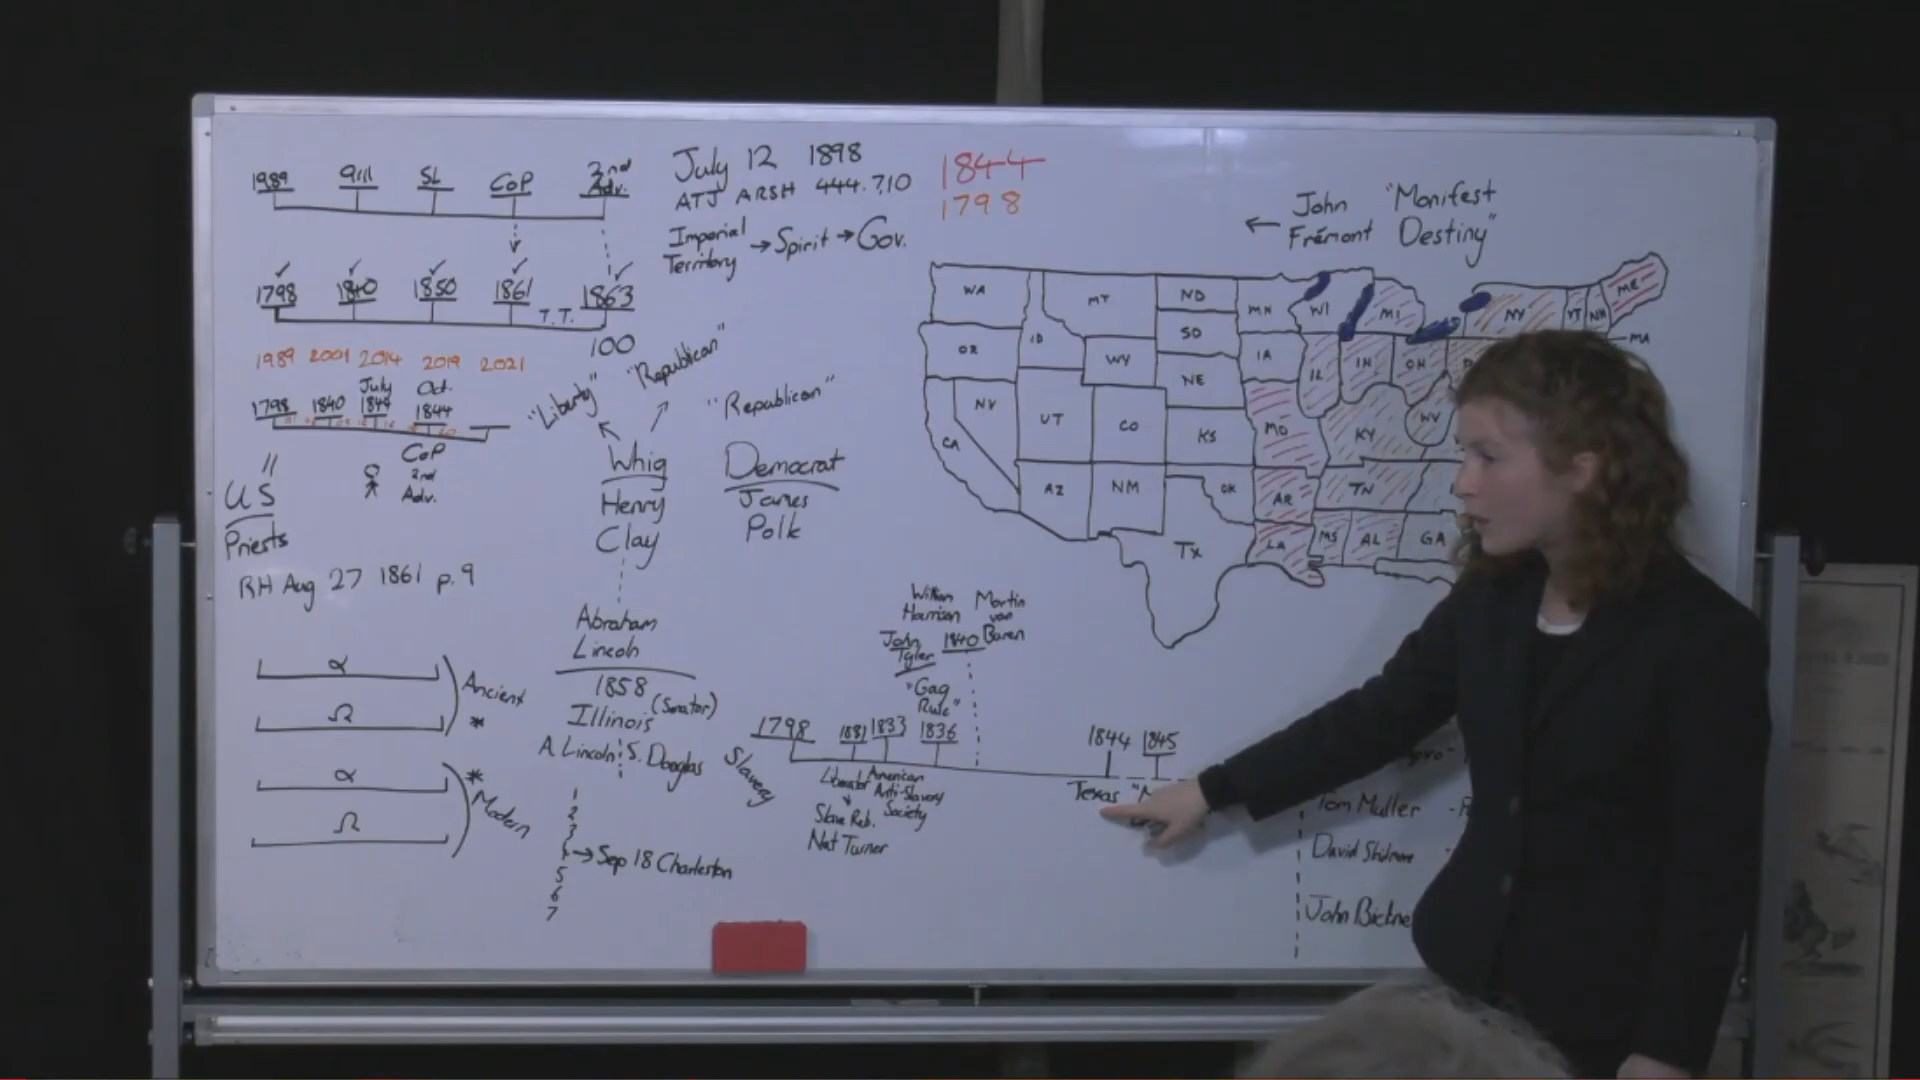 1989 9/11 SL CoP 2nd Adv.
1798 1840 1850 1861 T.T. 1863
100
1989 2001 2014 2019 2021
1798 1840 July 1844 Oct. 1844
CoP
2nd
Adv.
US
Priests
RH Aug 27 1861 p.9
α
Ω
Ancient
*
α
Ω
*
Modern
July 12 1898
ATJ ARSH 444.710
Imperial Territory → Spirit → Gov.
1844
1798
"Liberty"
"Republican"
"Republican"
Whig
Henry
Clay
Democrat
James
Polk
Abraham
Lincoln
1858
(Senator)
Illinois
A. Lincoln S. Douglas
1
2
3
4 → Sep 18 Charleston
5
6
7
← John Frémont
"Manifest
Destiny"
WA MT ND MN WI MI NY VT NH ME
OR ID WY SD IA IL IN OH MA
NV UT CO NE KS MO KY WV
CA AZ NM OK AR TN
TX LA MS AL GA
William
Harrison
Martin
van
Buren
John
Tyler
1840
"Gag
Rule"
Slavery
1798 1831 1833 1836 1844 1845
Liberator
Slave Reb.
Nat Turner
American
Anti-Slavery
Society
Texas
Tom Muller
David
John